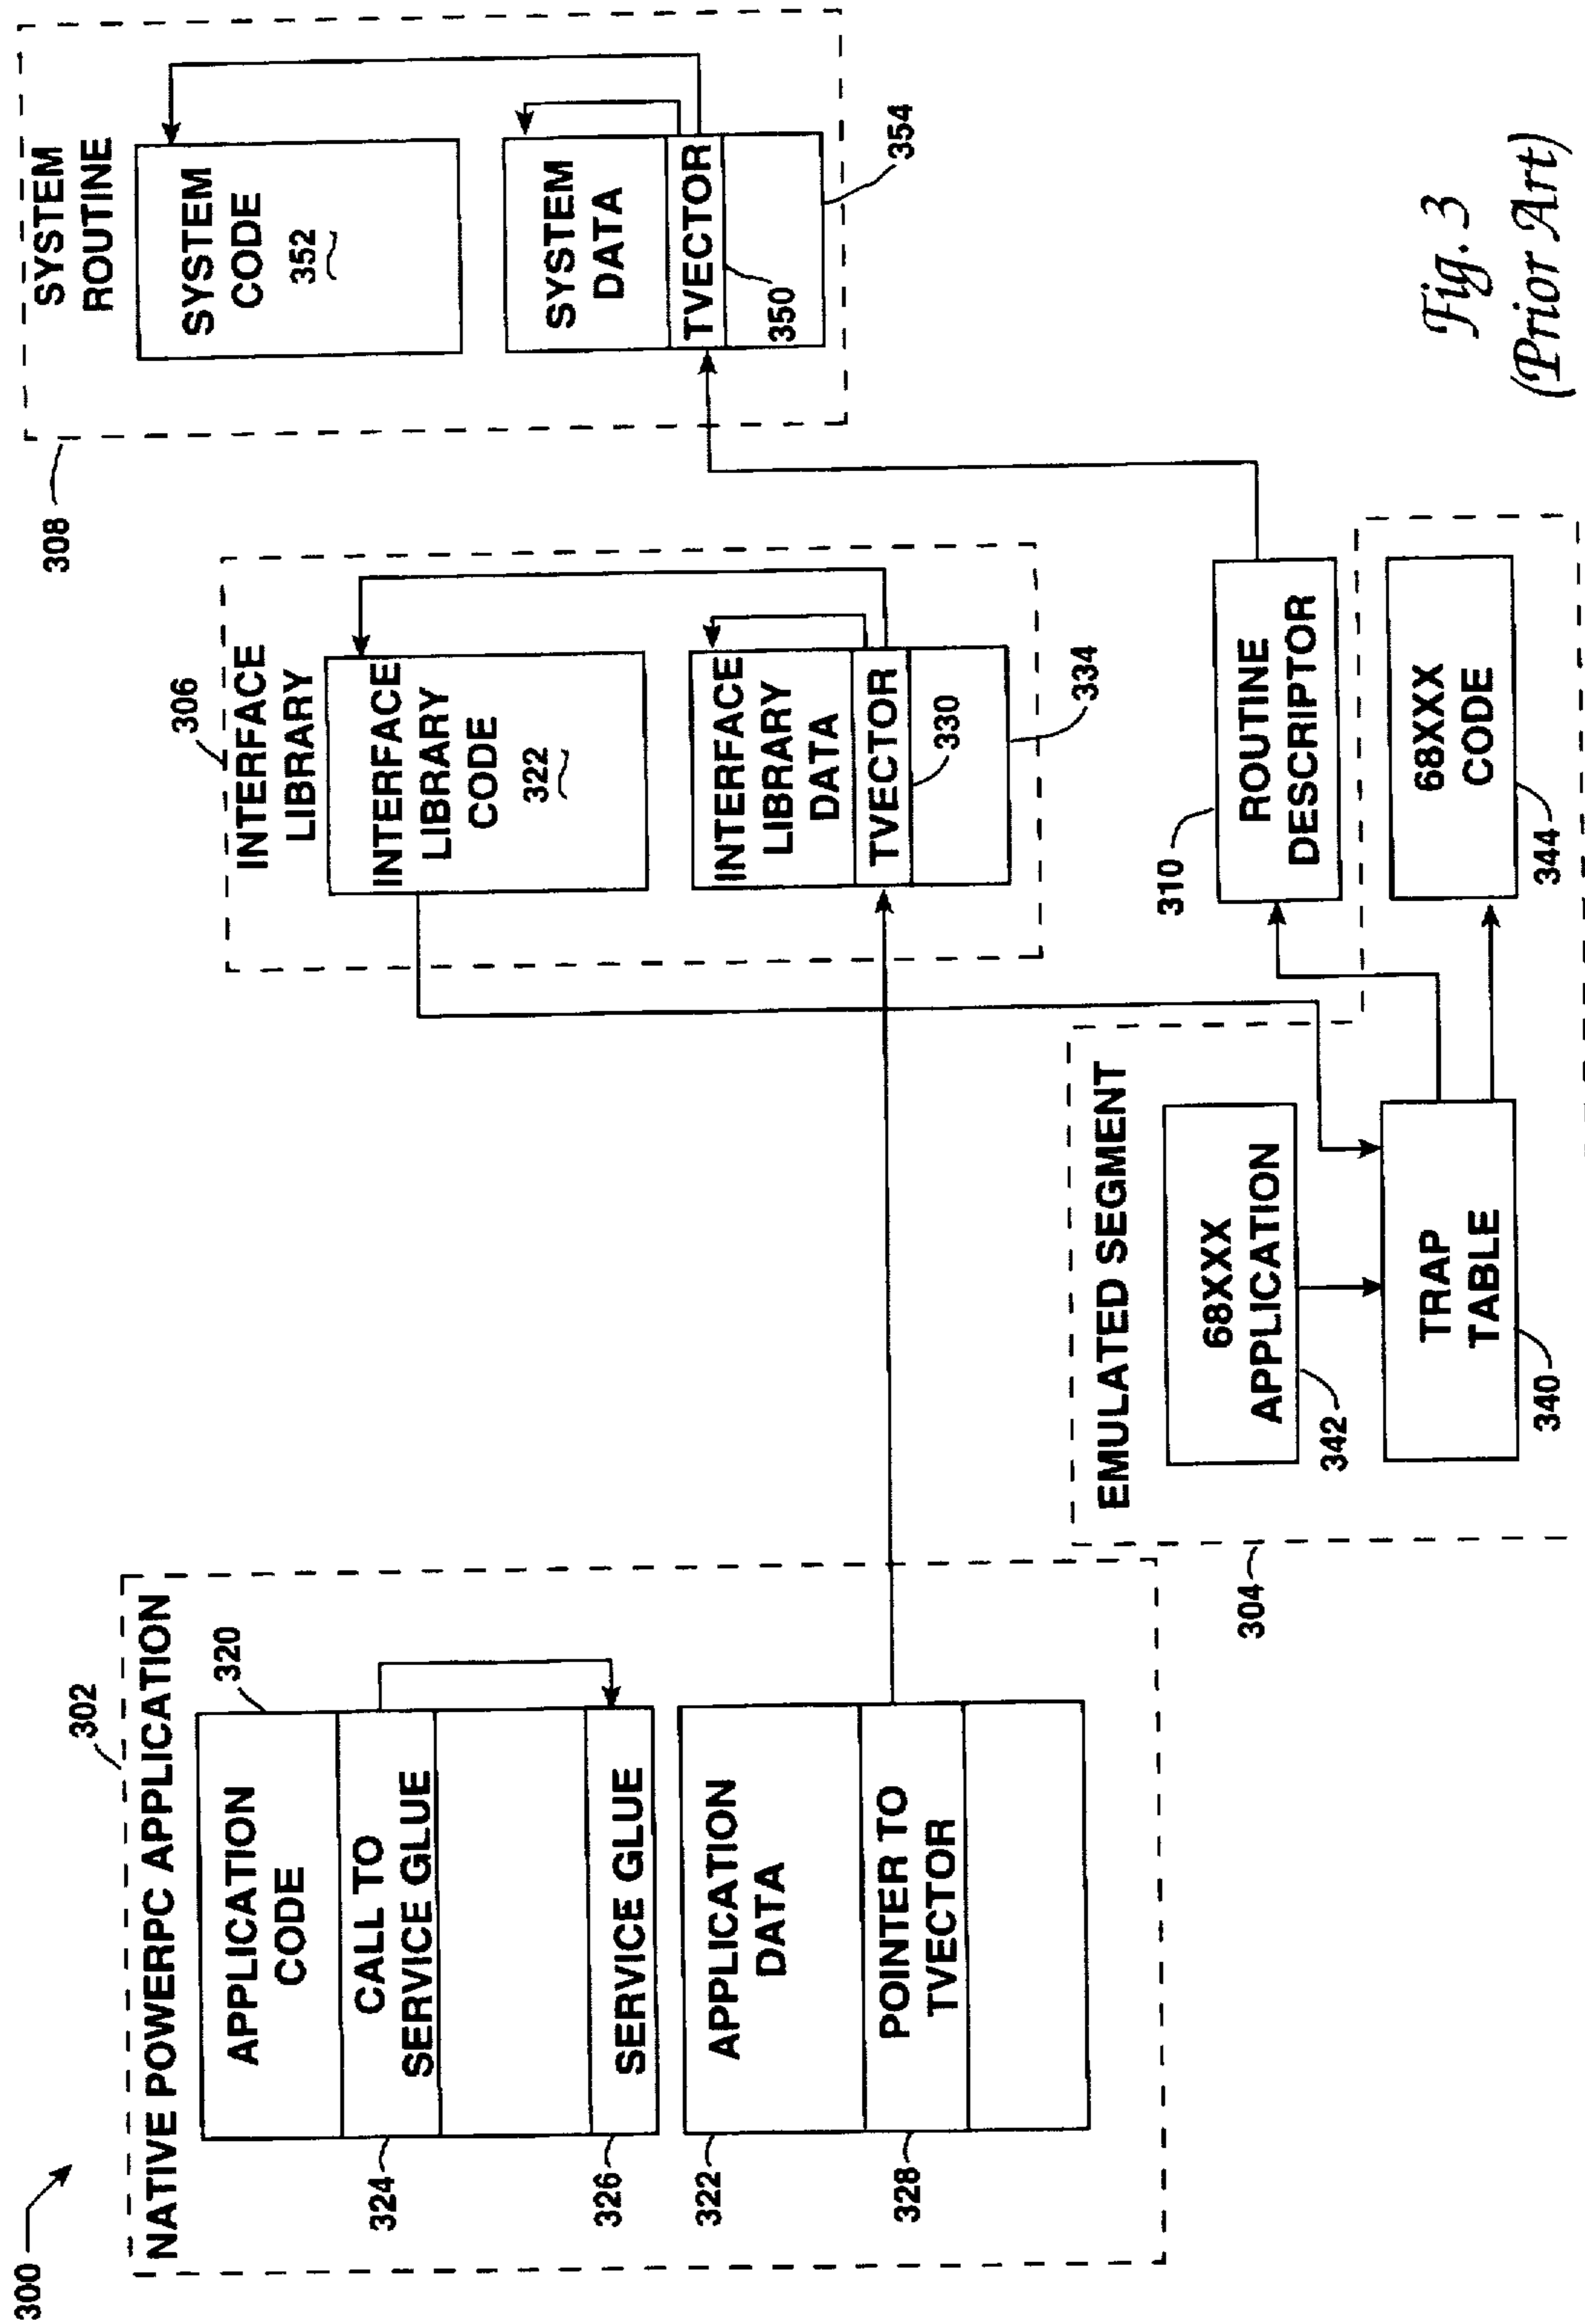 300
302
NATIVE POWERPC APPLICATION
320
APPLICATION
CODE
324
CALL TO
SERVICE GLUE
326
SERVICE GLUE
322
APPLICATION
DATA
328
POINTER TO
TVECTOR
306
INTERFACE
LIBRARY
INTERFACE
LIBRARY
CODE
322
INTERFACE
LIBRARY
DATA
TVECTOR
330
334
308
SYSTEM
ROUTINE
SYSTEM
CODE
352
SYSTEM
DATA
TVECTOR
350
354
304
EMULATED SEGMENT
68XXX
APPLICATION
342
TRAP
TABLE
340
310
ROUTINE
DESCRIPTOR
68XXX
CODE
344
Fig. 3
(Prior Art)